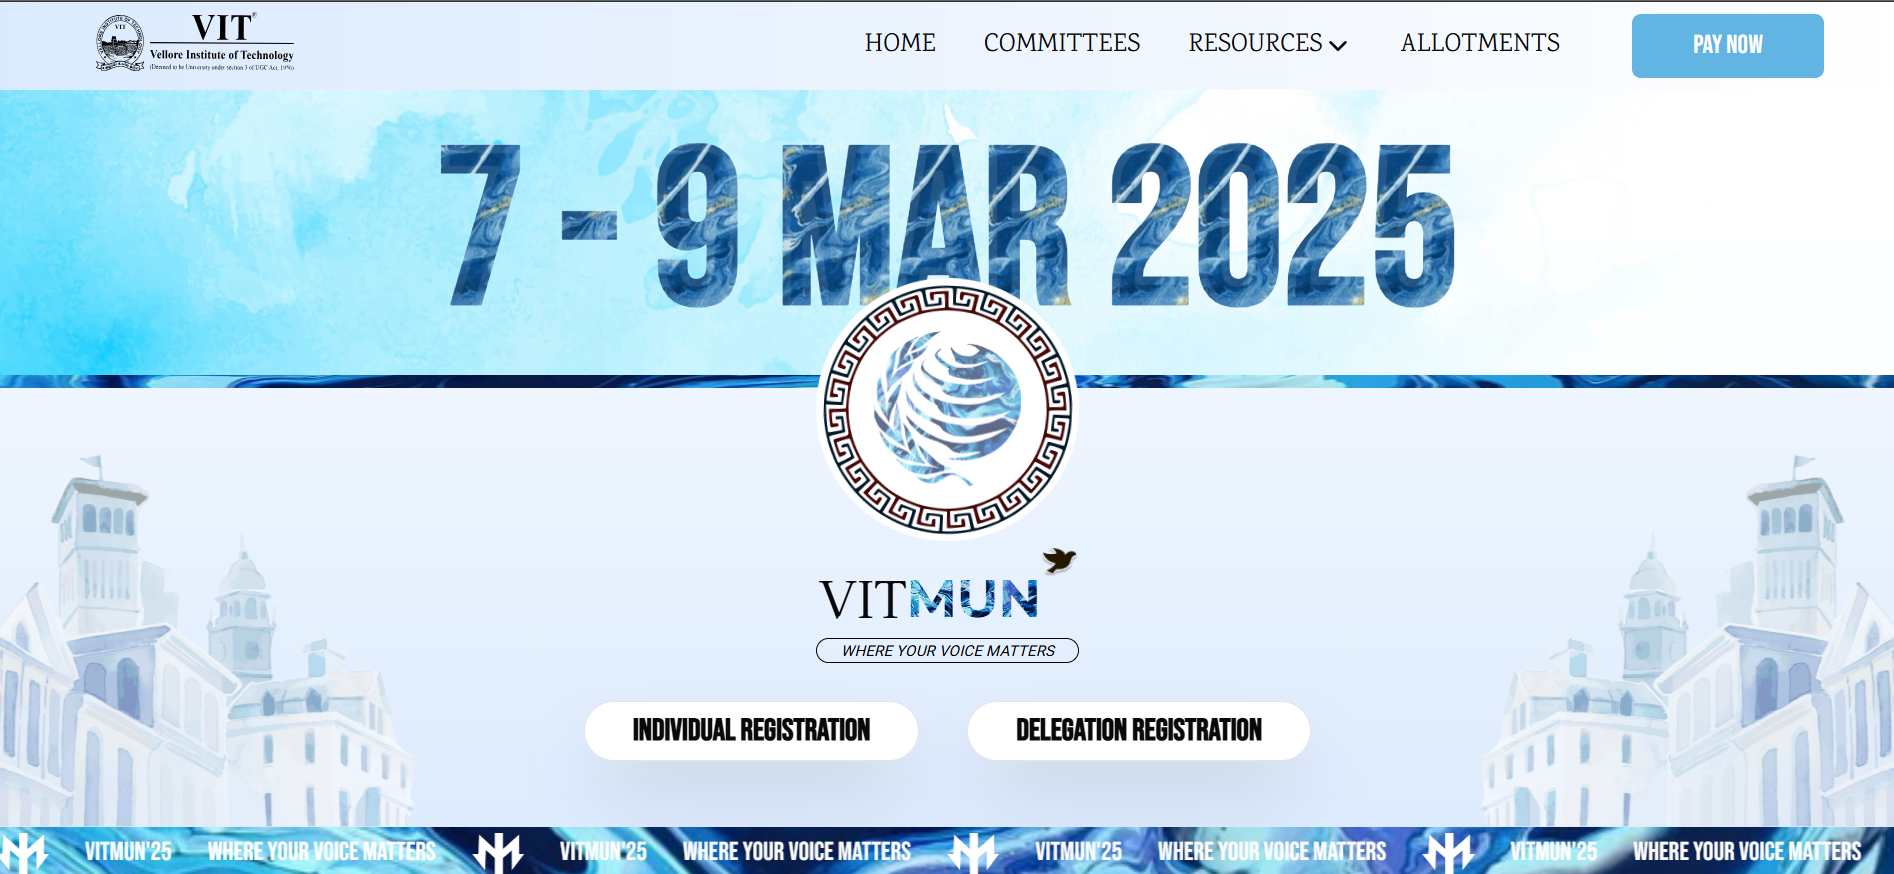 VIT®
Vellore Institute of Technology
(Deemed to be University under section 3 of UGC Act, 1956)
HOME
COMMITTEES
RESOURCES
ALLOTMENTS
PAY NOW
7 - 9 MAR 2025
VITMUN
WHERE YOUR VOICE MATTERS
INDIVIDUAL REGISTRATION
DELEGATION REGISTRATION
VITMUN'25 WHERE YOUR VOICE MATTERS VITMUN'25 WHERE YOUR VOICE MATTERS VITMUN'25 WHERE YOUR VOICE MATTERS VITMUN'25 WHERE YOUR VOICE MATTERS